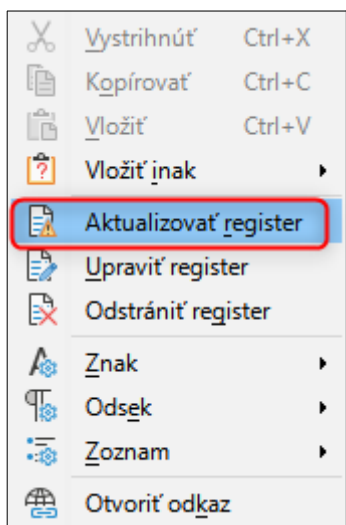 Vystrihnúť Ctrl+X
Kopírovať Ctrl+C
Vložiť Ctrl+V
Vložiť inak
Aktualizovať register
Upraviť register
Odstrániť register
Znak
Odsek
Zoznam
Otvoriť odkaz